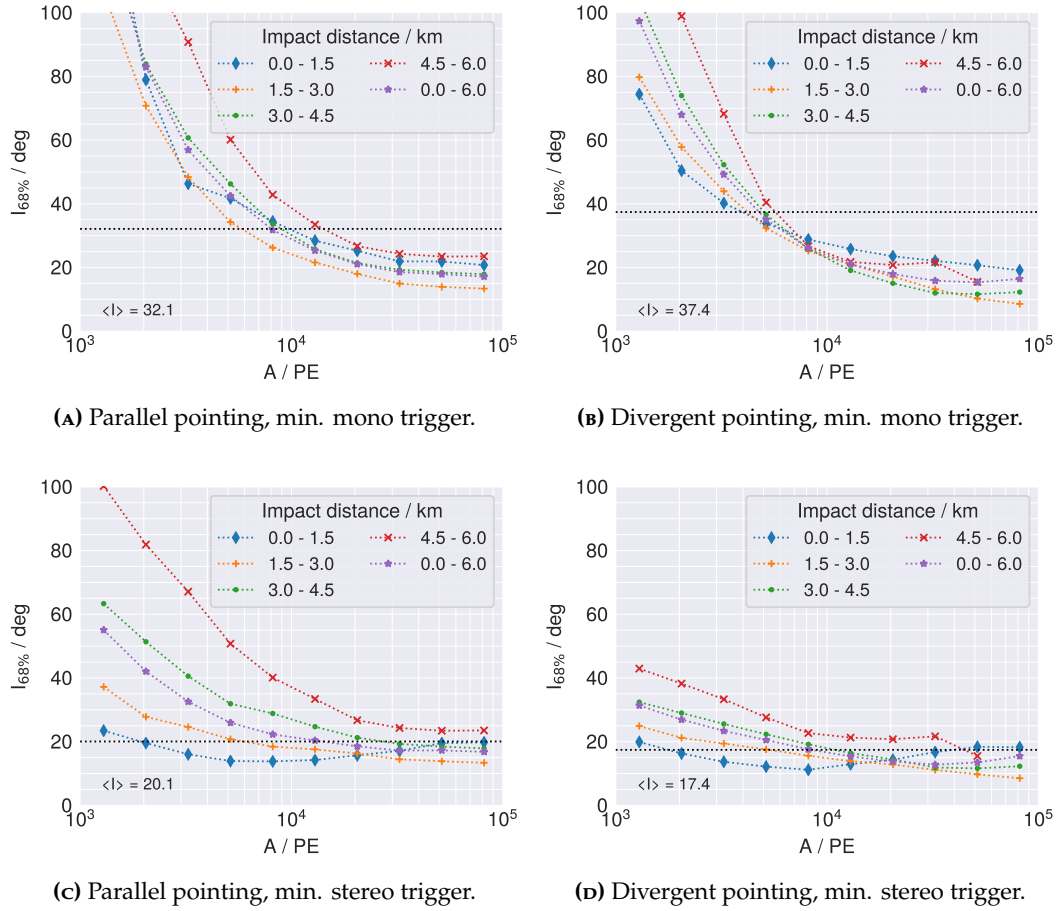 100
80
60
40
20
0
I68% / deg
Impact distance / km
0.0 - 1.5
4.5 - 6.0
1.5 - 3.0
0.0 - 6.0
3.0 - 4.5
<I> = 32.1
10^3
10^4
10^5
A / PE
(A) Parallel pointing, min. mono trigger.
100
80
60
40
20
0
I68% / deg
Impact distance / km
0.0 - 1.5
4.5 - 6.0
1.5 - 3.0
0.0 - 6.0
3.0 - 4.5
<I> = 37.4
10^3
10^4
10^5
A / PE
(B) Divergent pointing, min. mono trigger.
100
80
60
40
20
0
I68% / deg
Impact distance / km
0.0 - 1.5
4.5 - 6.0
1.5 - 3.0
0.0 - 6.0
3.0 - 4.5
<I> = 20.1
10^3
10^4
10^5
A / PE
(C) Parallel pointing, min. stereo trigger.
100
80
60
40
20
0
I68% / deg
Impact distance / km
0.0 - 1.5
4.5 - 6.0
1.5 - 3.0
0.0 - 6.0
3.0 - 4.5
<I> = 17.4
10^3
10^4
10^5
A / PE
(D) Divergent pointing, min. stereo trigger.